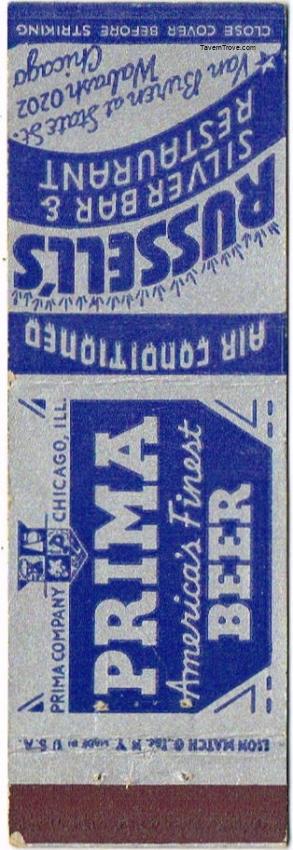 TavernTrove.com
CLOSE COVER BEFORE STRIKING
RUSSELL'S
SILVER BAR &
RESTAURANT
Van Buren at State St.
Wabash 0202
Chicago
AIR CONDITIONED
PRIMA COMPANY CHICAGO, ILL.
PRIMA
America's Finest
BEER
LION MATCH CO., Inc. N.Y. MADE IN U.S.A.